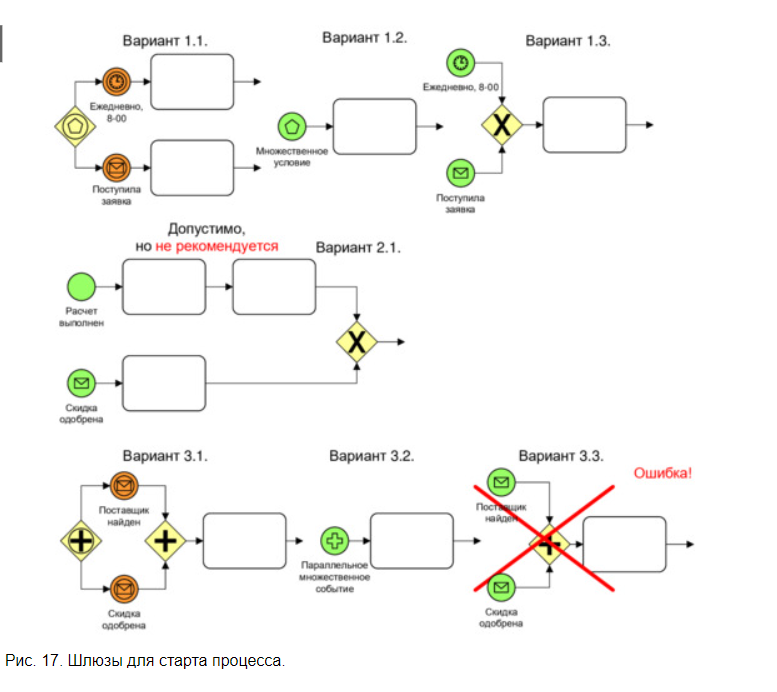 Вариант 1.1.
Вариант 1.2.
Вариант 1.3.
Ежедневно,
8-00
Поступила
заявка
Множественное
условие
Ежедневно, 8-00
X
Поступила
заявка
Допустимо,
но не рекомендуется
Вариант 2.1.
Расчет
выполнен
X
Скидка
одобрена
Вариант 3.1.
Вариант 3.2.
Вариант 3.3.
Ошибка!
Поставщик
найден
Скидка
одобрена
Параллельное
множественное
событие
Поставщик
найден
Скидка
одобрена
Рис. 17. Шлюзы для старта процесса.